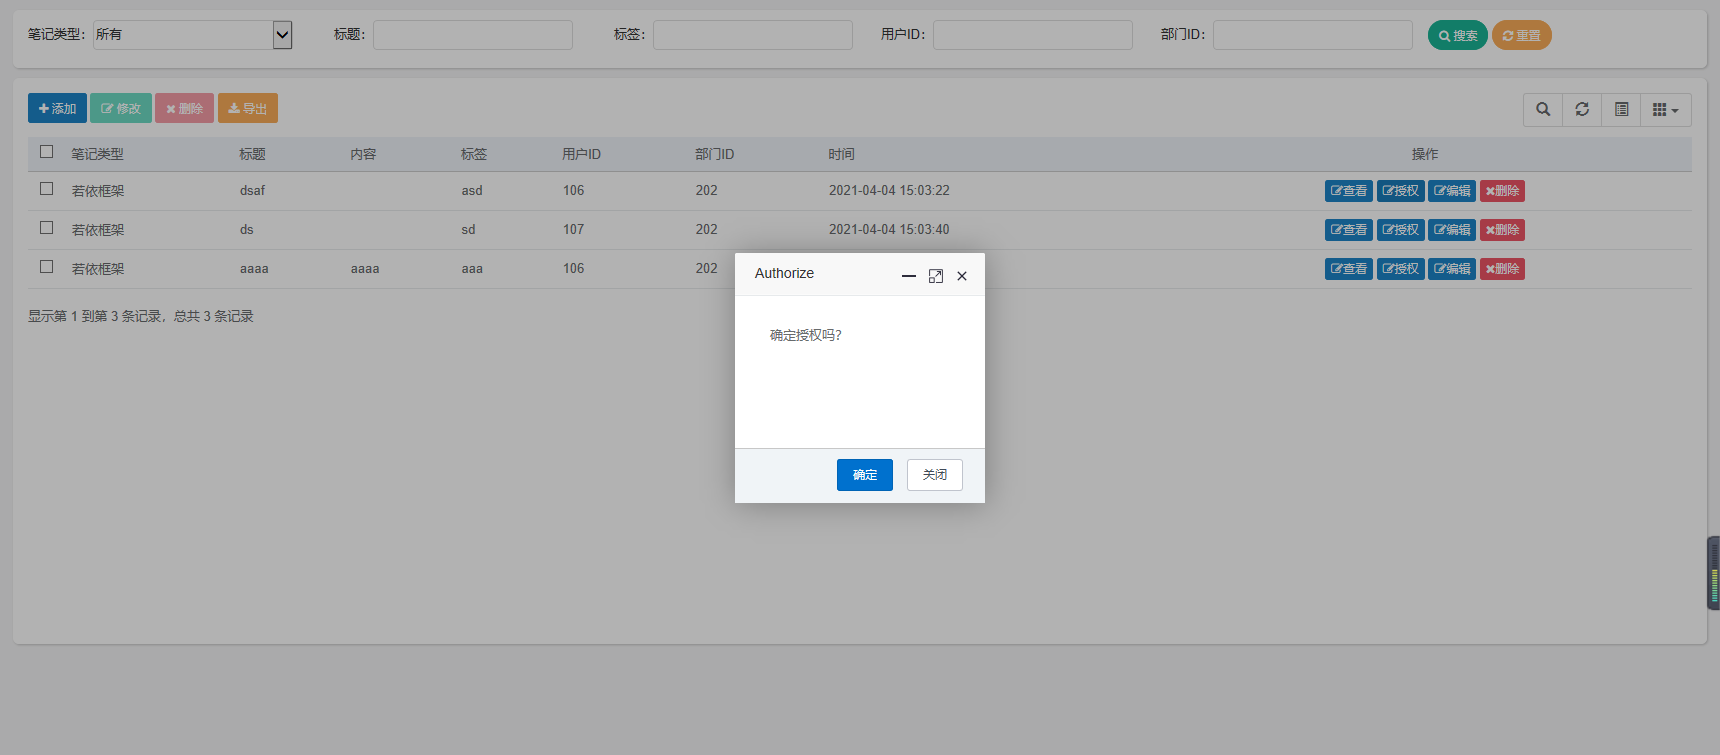 笔记类型： 所有 标题： 标签： 用户ID： 部门ID： 搜索 重置
添加 修改 删除 导出
笔记类型 标题 内容 标签 用户ID 部门ID 时间 操作
若依框架 dsaf asd 106 202 2021-04-04 15:03:22 查看 授权 编辑 删除
若依框架 ds sd 107 202 2021-04-04 15:03:40 查看 授权 编辑 删除
若依框架 aaaa aaaa aaa 106 202 查看 授权 编辑 删除
显示第 1 到第 3 条记录，总共 3 条记录
Authorize
确定授权吗？
确定 关闭